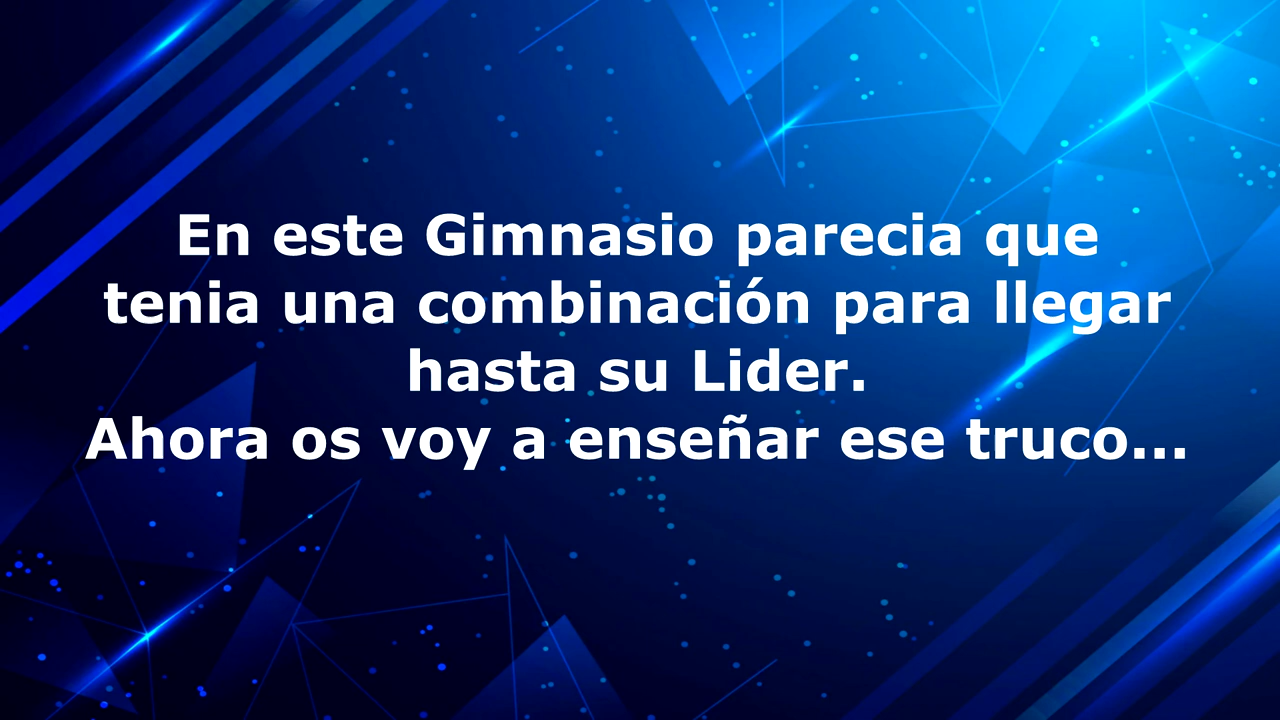 En este Gimnasio parecia que
tenia una combinación para llegar
hasta su Lider.
Ahora os voy a enseñar ese truco...